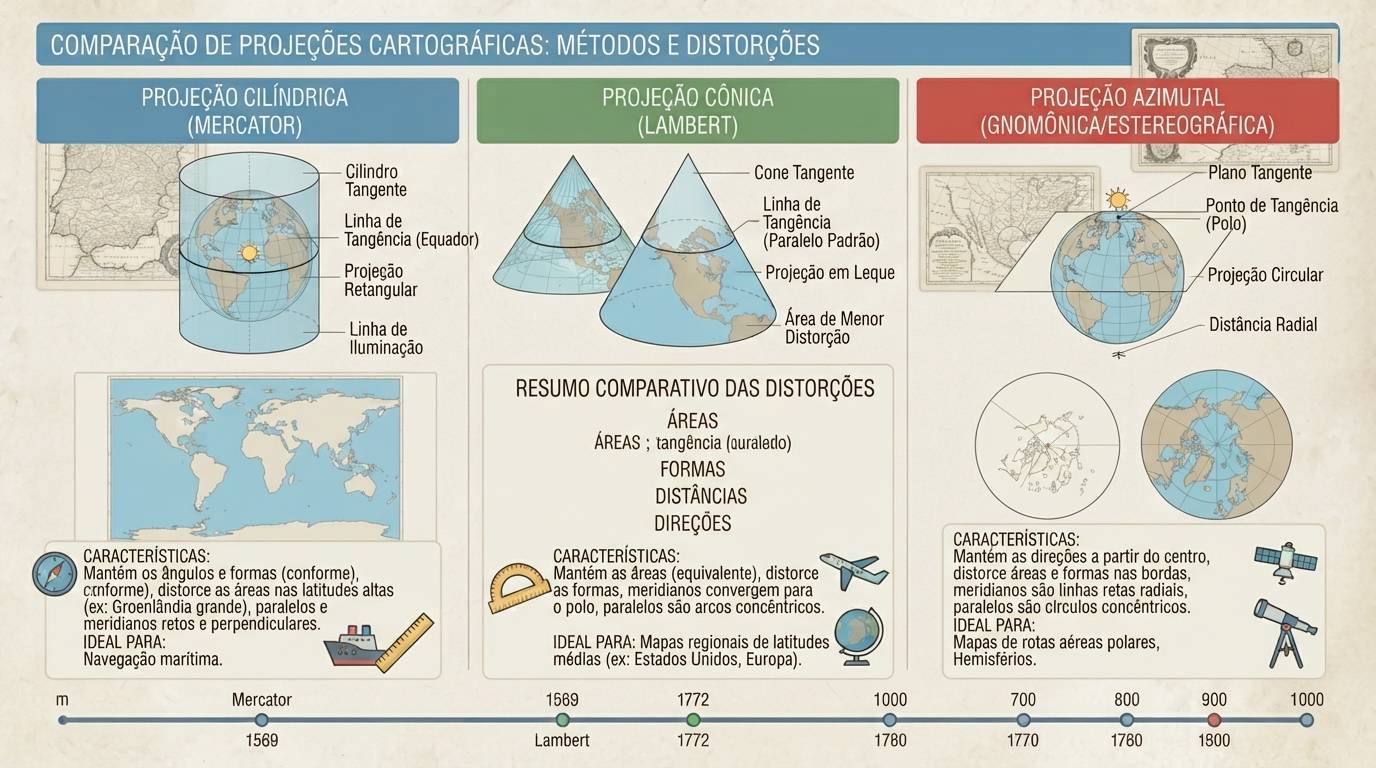 COMPARAÇÃO DE PROJEÇÕES CARTOGRÁFICAS: MÉTODOS E DISTORÇÕES
PROJEÇÃO CILÍNDRICA
(MERCATOR)
Cilindro
Tangente
Linha de
Tangência (Equador)
Projeção
Retangular
Linha de
Iluminação
CARACTERÍSTICAS:
Mantém os ângulos e formas (conforme),
distorce as áreas nas latitudes altas
(ex: Groenlândia grande), paralelos e
meridianos retos e perpendiculares.
IDEAL PARA:
Navegação marítima.
PROJEÇÃO CÔNICA
(LAMBERT)
Cone Tangente
Linha de
Tangência
(Paralelo Padrão)
Projeção em Leque
Área de Menor
Distorção
RESUMO COMPARATIVO DAS DISTORÇÕES
ÁREAS
ÁREAS ; tangência
FORMAS
DISTÂNCIAS
DIREÇÕES
CARACTERÍSTICAS:
Mantém as áreas (equivalente), distorce
as formas, meridianos convergem para
o polo, paralelos são arcos concêntricos.
IDEAL PARA: Mapas regionais de latitudes
médias (ex: Estados Unidos, Europa).
PROJEÇÃO AZIMUTAL
(GNOMÔNICA/ESTEREOGRÁFICA)
Plano Tangente
Ponto de Tangência
(Polo)
Projeção Circular
Distância Radial
CARACTERÍSTICAS:
Mantém as direções a partir do centro,
distorce áreas e formas nas bordas,
meridianos são linhas retas radiais,
paralelos são círculos concêntricos.
IDEAL PARA:
Mapas de rotas aéreas polares,
Hemisférios.
m Mercator 1569 1772 1000 700 800 900 1000
1569 Lambert 1772 1780 1770 1780 1800